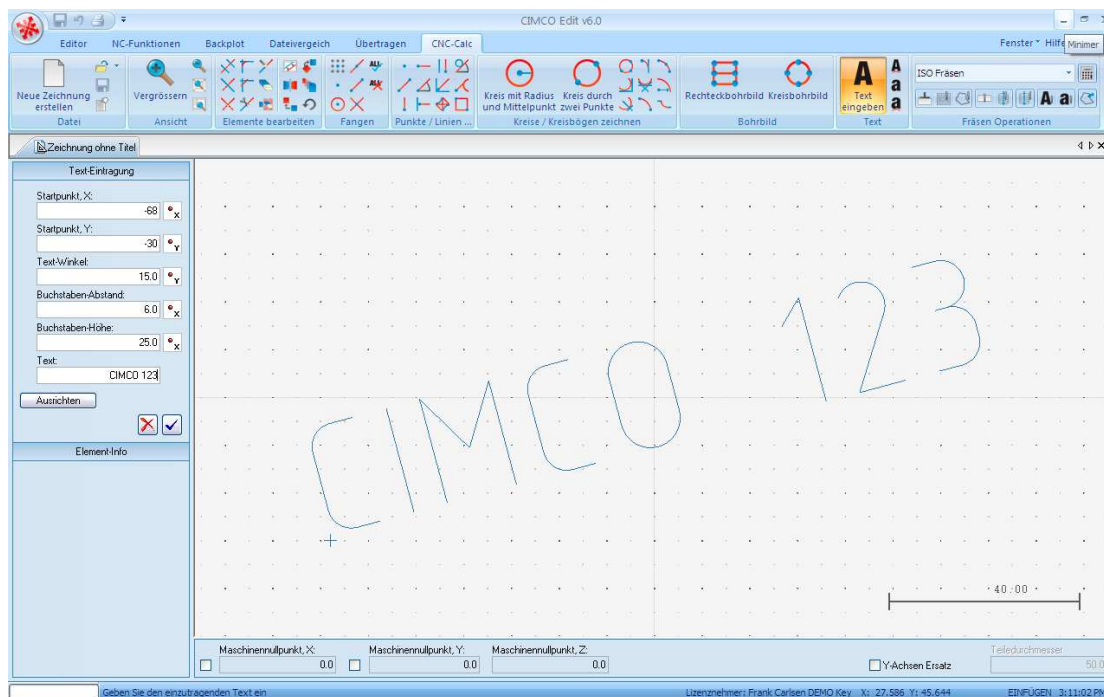 CIMCO Edit v6.0
Editor NC-Funktionen Backplot Dateivergeich Übertragen CNC-Calc Fenster Hilfe
Minimer
Neue Zeichnung erstellen
Vergrössern
Kreis mit Radius und Mittelpunkt
Kreis durch zwei Punkte
Rechteckbohrbild Kreisbohrbild
Text eingeben
ISO Fräsen
Datei Ansicht Elemente bearbeiten Fangen Punkte / Linien ... Kreise / Kreisbögen zeichnen Bohrbild Text Fräsen Operationen
Zeichnung ohne Titel
Text-Eintragung
Startpunkt, X:
-68
Startpunkt, Y:
-30
Text-Winkel:
15.0
Buchstaben-Abstand:
6.0
Buchstaben-Höhe:
25.0
Text:
CIMCO 123
Ausrichten
Element-Info
CIMCO 123
40.00
Maschinennullpunkt, X: Maschinennullpunkt, Y: Maschinennullpunkt, Z: Teiledurchmesser
0.0 0.0 0.0 Y-Achsen Ersatz 50.0
Geben Sie den einzutragenden Text ein Lizenznehmer: Frank Carlsen DEMO Key X: 27.586 Y: 45.644 EINFÜGEN 3:11:02 PM